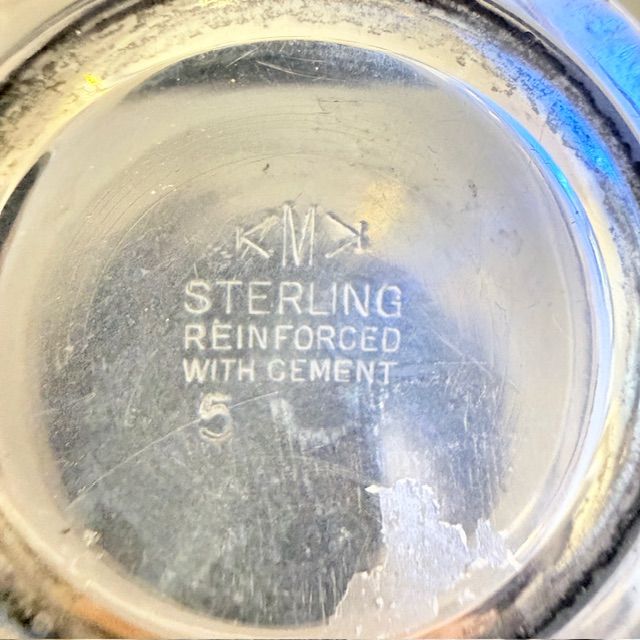 <M>
STERLING
REINFORCED
WITH CEMENT
5